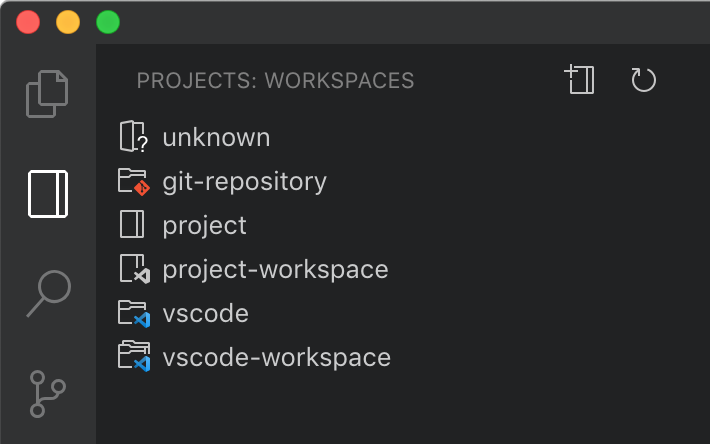 PROJECTS: WORKSPACES
unknown
git-repository
project
project-workspace
vscode
vscode-workspace